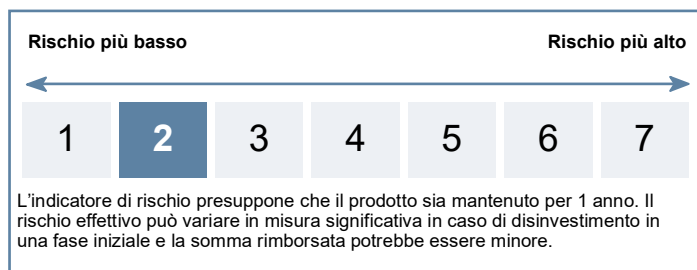 Rischio più basso Rischio più alto
1 2 3 4 5 6 7
L'indicatore di rischio presuppone che il prodotto sia mantenuto per 1 anno. Il
rischio effettivo può variare in misura significativa in caso di disinvestimento in
una fase iniziale e la somma rimborsata potrebbe essere minore.